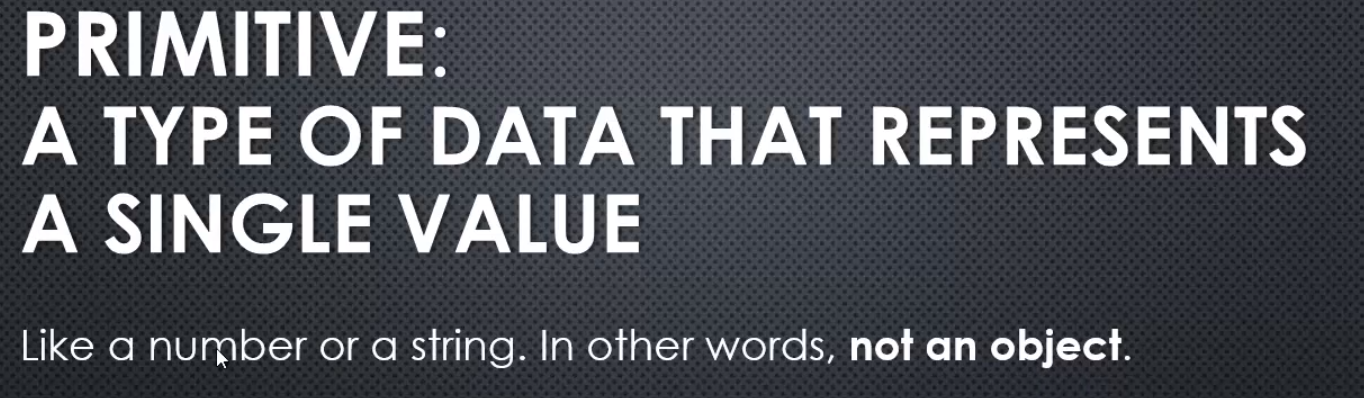 PRIMITIVE:
A TYPE OF DATA THAT REPRESENTS
A SINGLE VALUE
Like a number or a string. In other words, not an object.